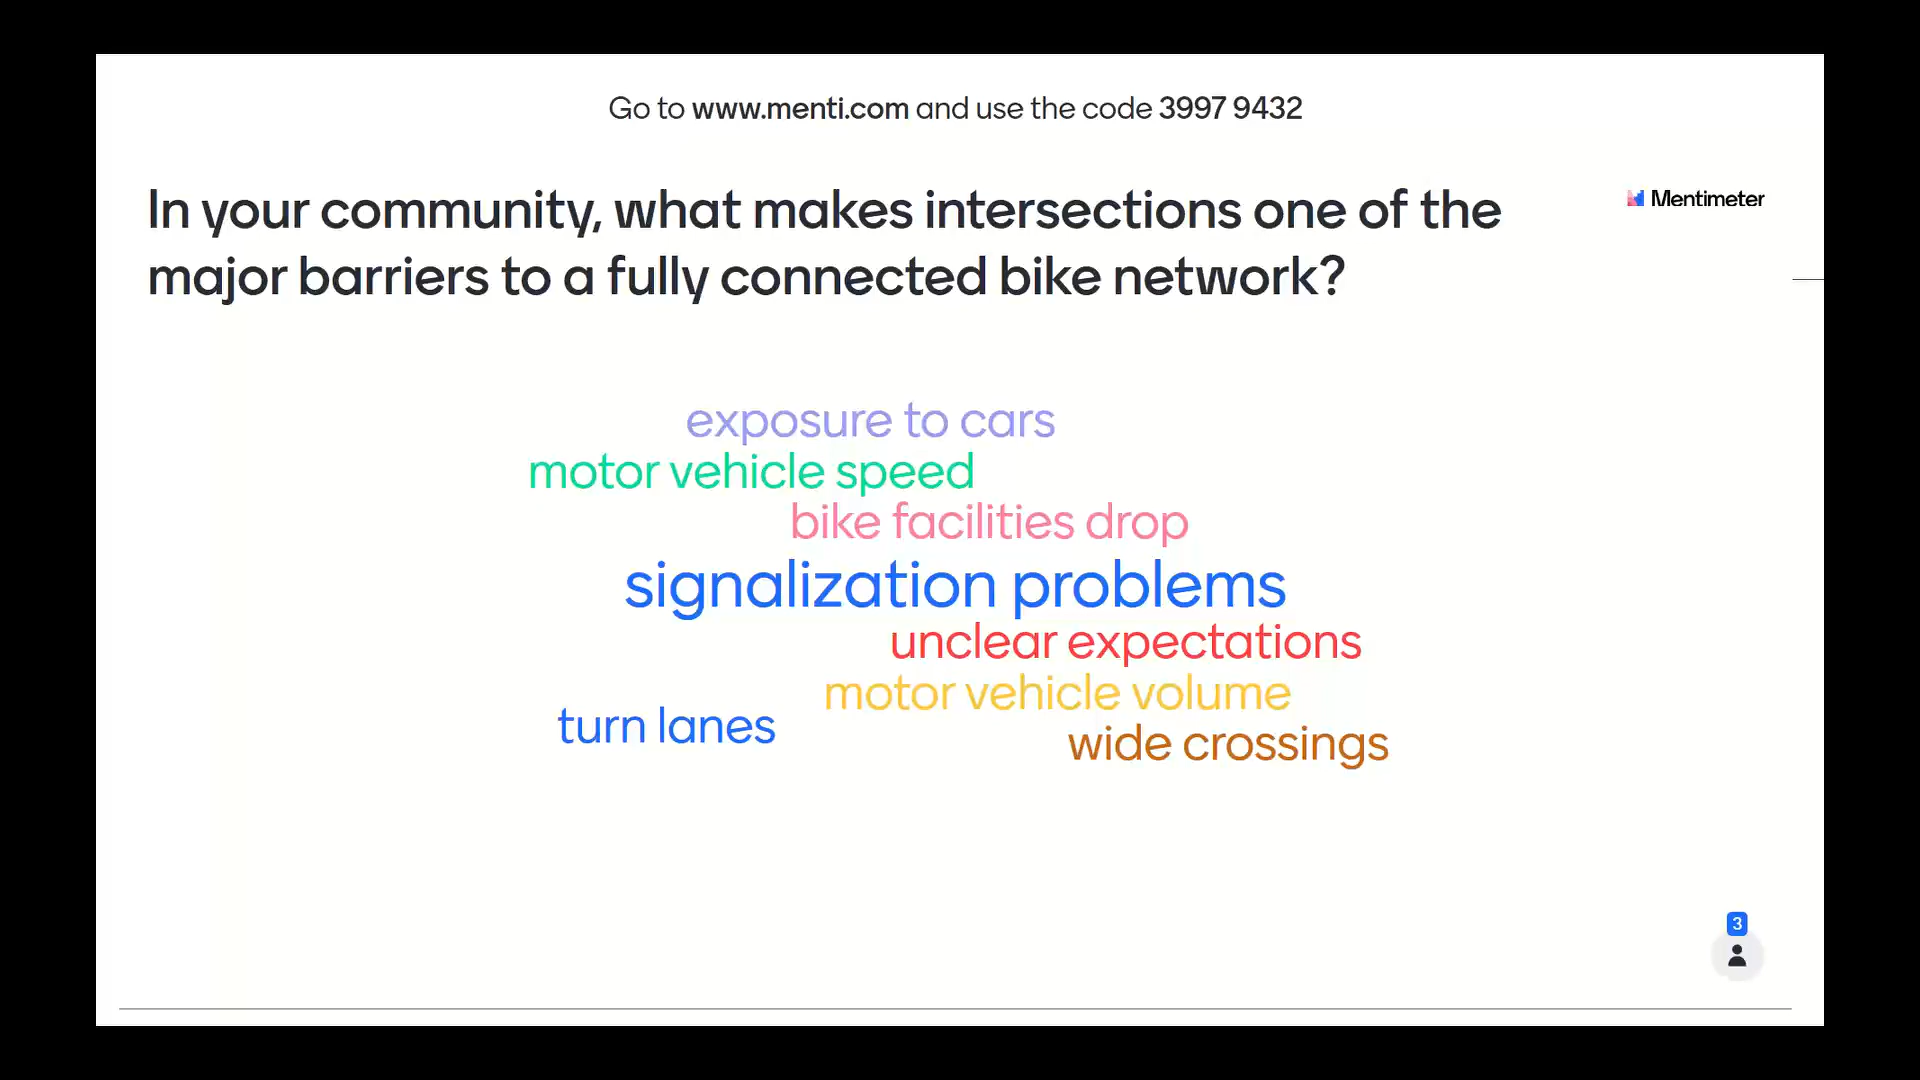 Go to www.menti.com and use the code 3997 9432
In your community, what makes intersections one of the
major barriers to a fully connected bike network?
Mentimeter
exposure to cars
motor vehicle speed
bike facilities drop
signalization problems
unclear expectations
motor vehicle volume
turn lanes
wide crossings
3